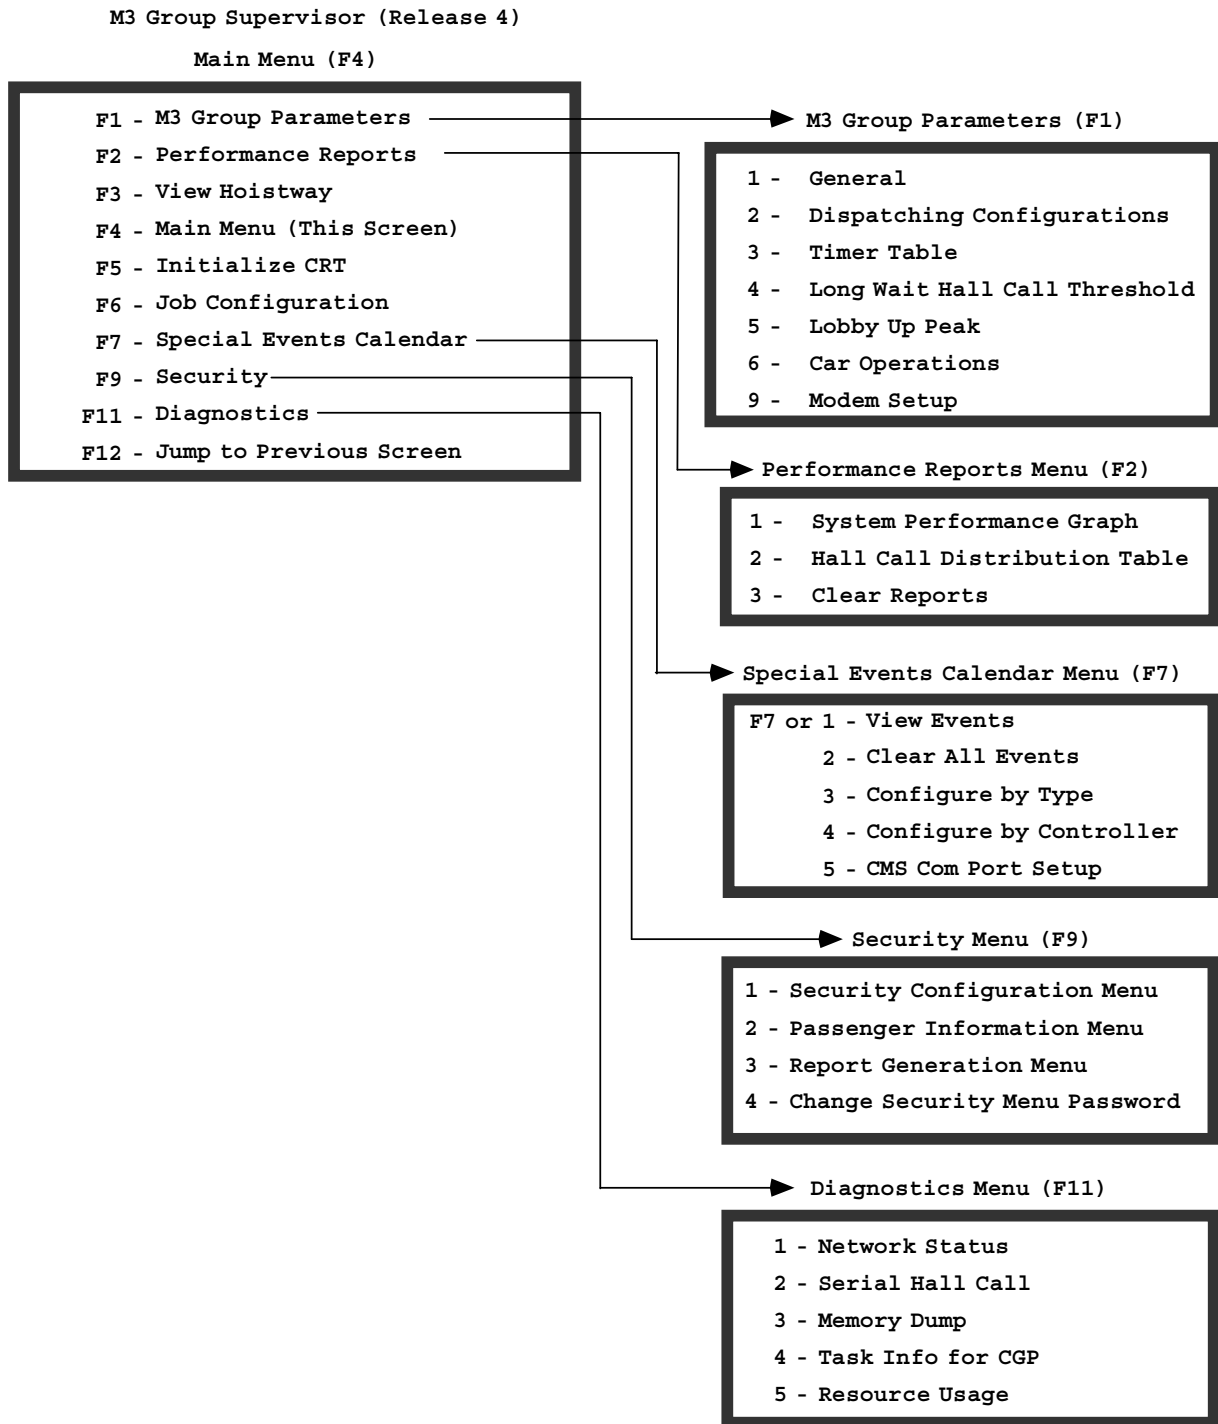 M3 Group Supervisor (Release 4)
Main Menu (F4)
F1 - M3 Group Parameters
F2 - Performance Reports
F3 - View Hoistway
F4 - Main Menu (This Screen)
F5 - Initialize CRT
F6 - Job Configuration
F7 - Special Events Calendar
F9 - Security
F11 - Diagnostics
F12 - Jump to Previous Screen
M3 Group Parameters (F1)
1 - General
2 - Dispatching Configurations
3 - Timer Table
4 - Long Wait Hall Call Threshold
5 - Lobby Up Peak
6 - Car Operations
9 - Modem Setup
Performance Reports Menu (F2)
1 - System Performance Graph
2 - Hall Call Distribution Table
3 - Clear Reports
Special Events Calendar Menu (F7)
F7 or 1 - View Events
2 - Clear All Events
3 - Configure by Type
4 - Configure by Controller
5 - CMS Com Port Setup
Security Menu (F9)
1 - Security Configuration Menu
2 - Passenger Information Menu
3 - Report Generation Menu
4 - Change Security Menu Password
Diagnostics Menu (F11)
1 - Network Status
2 - Serial Hall Call
3 - Memory Dump
4 - Task Info for CGP
5 - Resource Usage